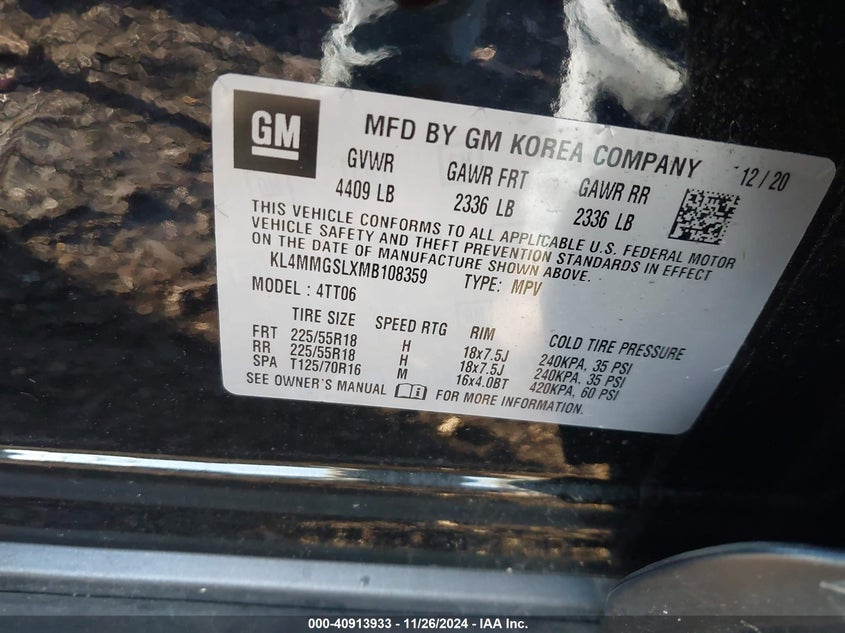 GM
MFD BY GM KOREA COMPANY 12/20
GVWR GAWR FRT GAWR RR
4409 LB 2336 LB 2336 LB
THIS VEHICLE CONFORMS TO ALL APPLICABLE U.S. FEDERAL MOTOR
VEHICLE SAFETY AND THEFT PREVENTION STANDARDS IN EFFECT
ON THE DATE OF MANUFACTURE SHOWN ABOVE.
KL4MMGSLXMB108359 TYPE: MPV
MODEL : 4TT06
TIRE SIZE SPEED RTG RIM COLD TIRE PRESSURE
FRT 225/55R18 H 18x7.5J 240KPA, 35 PSI
RR 225/55R18 H 18x7.5J 240KPA, 35 PSI
SPA T125/70R16 M 16x4.0BT 420KPA, 60 PSI
SEE OWNER'S MANUAL FOR MORE INFORMATION.
000-40913933 - 11/26/2024 - IAA Inc.